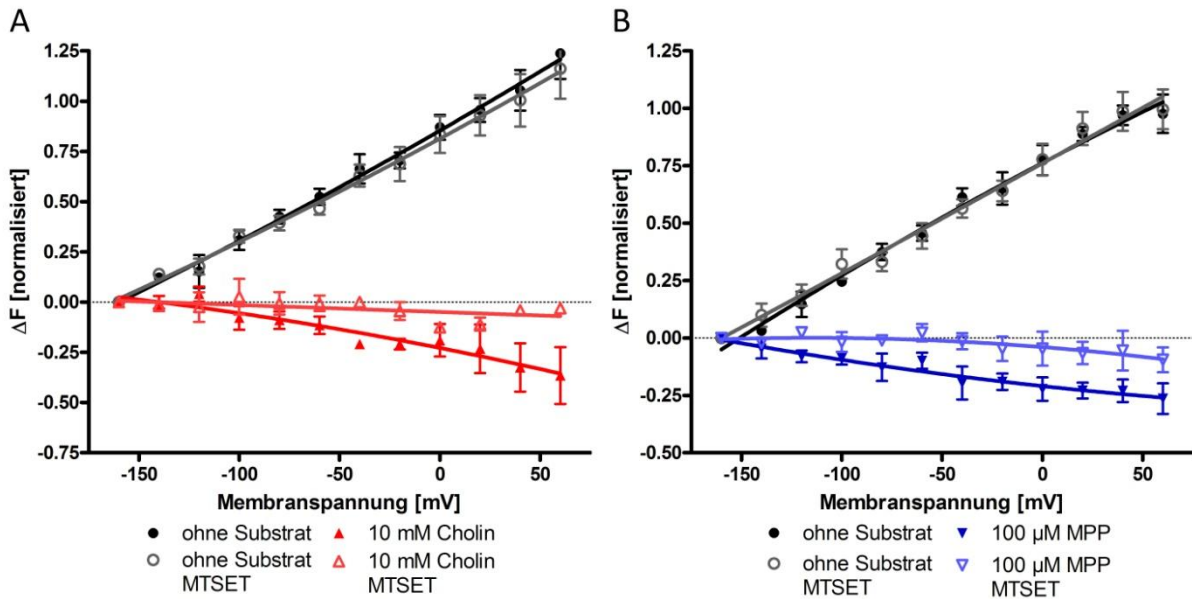 A
1.25
1.00
0.75
0.50
0.25
0.00
-0.25
-0.50
-0.75
ΔF [normalisiert]
-150
-100
-50
0
50
Membranspannung [mV]
ohne Substrat
10 mM Cholin
ohne Substrat
MTSET
10 mM Cholin
MTSET
B
1.25
1.00
0.75
0.50
0.25
0.00
-0.25
-0.50
ΔF [normalisiert]
-150
-100
-50
0
50
Membranspannung [mV]
ohne Substrat
100 µM MPP
ohne Substrat
MTSET
100 µM MPP
MTSET